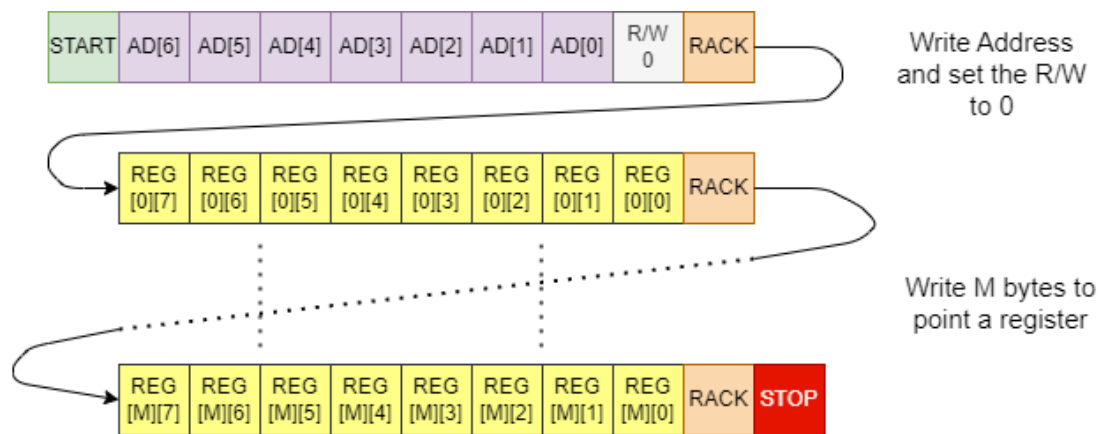 START AD[6] AD[5] AD[4] AD[3] AD[2] AD[1] AD[0] R/W 0 RACK
Write Address
and set the R/W
to 0
REG REG REG REG REG REG REG REG
[0][7] [0][6] [0][5] [0][4] [0][3] [0][2] [0][1] [0][0] RACK
Write M bytes to
point a register
REG REG REG REG REG REG REG REG
[M][7] [M][6] [M][5] [M][4] [M][3] [M][2] [M][1] [M][0] RACK STOP